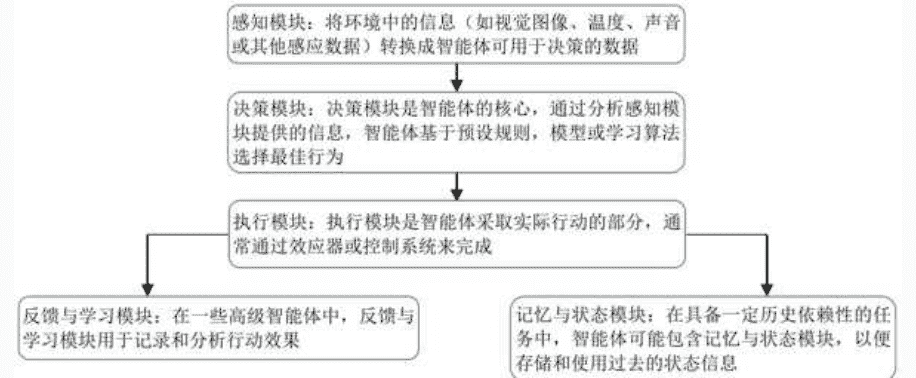 感知模块：将环境中的信息（如视觉图像、温度、声音
或其他感应数据）转换成智能体可用于决策的数据
决策模块：决策模块是智能体的核心，通过分析感知模
块提供的信息，智能体基于预设规则，模型或学习算法
选择最佳行为
执行模块：执行模块是智能体采取实际行动的部分，通
常通过效应器或控制系统来完成
反馈与学习模块：在一些高级智能体中，反馈与
学习模块用于记录和分析行动效果
记忆与状态模块：在具备一定历史依赖性的任
务中，智能体可能包含记忆与状态模块，以便
存储和使用过去的状态信息